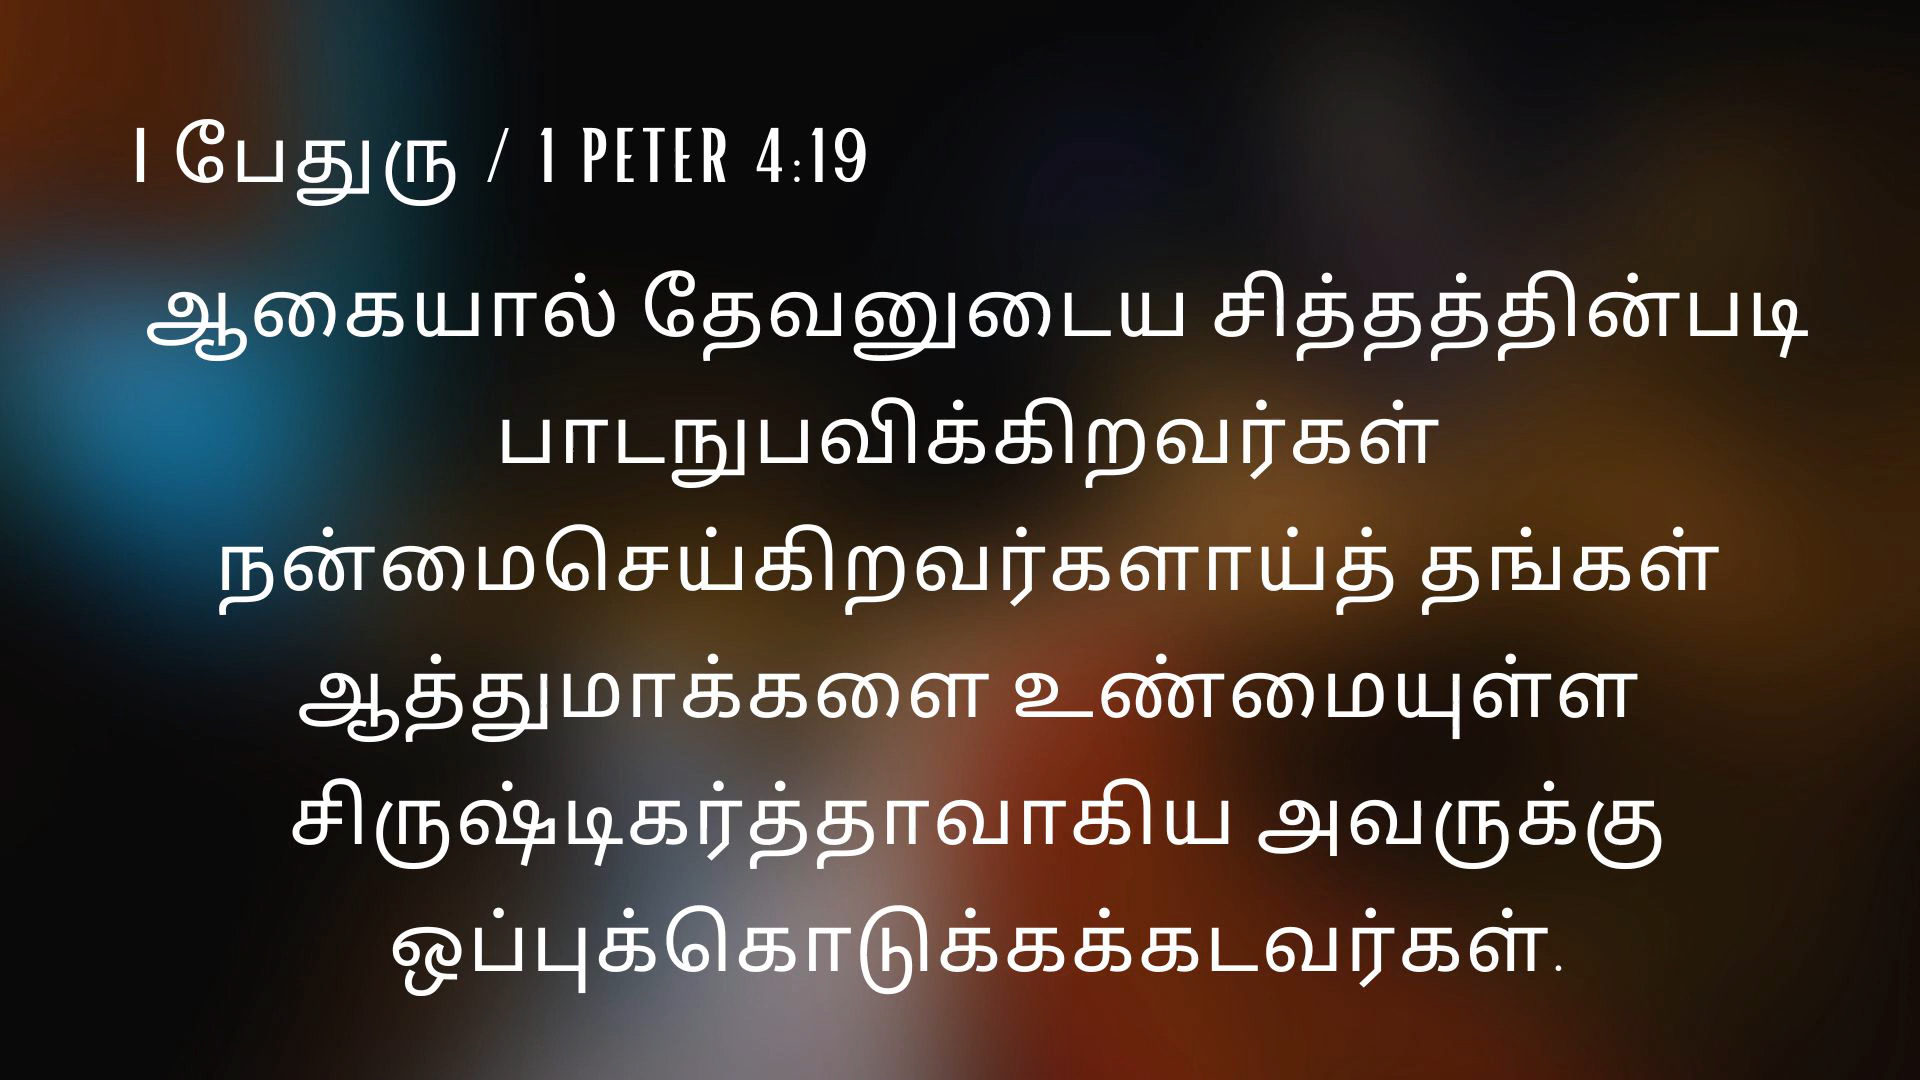 I பேதுரு / 1 PETER 4:19
ஆகையால் தேவனுடைய சித்தத்தின்படி
பாடநுபவிக்கிறவர்கள்
நன்மைசெய்கிறவர்களாய்த் தங்கள்
ஆத்துமாக்களை உண்மையுள்ள
சிருஷ்டிகர்த்தாவாகிய அவருக்கு
ஒப்புக்கொடுக்கக்கடவர்கள்.